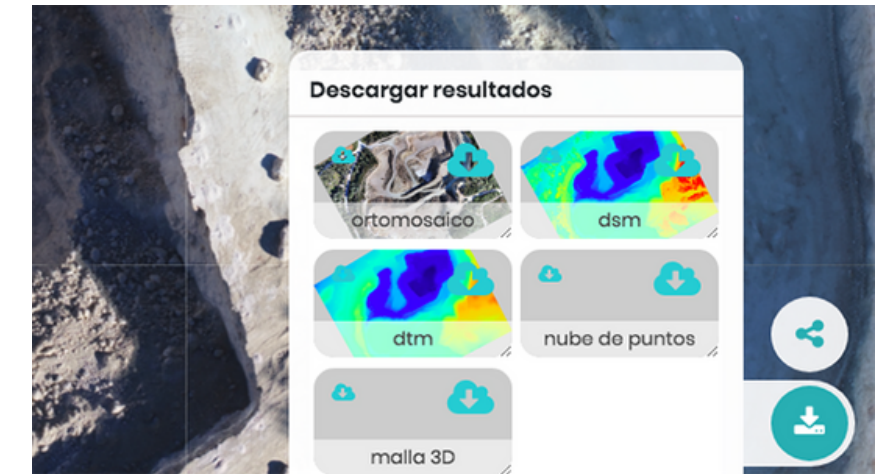 Descargar resultados
ortomosaico
dsm
dtm
nube de puntos
malla 3D